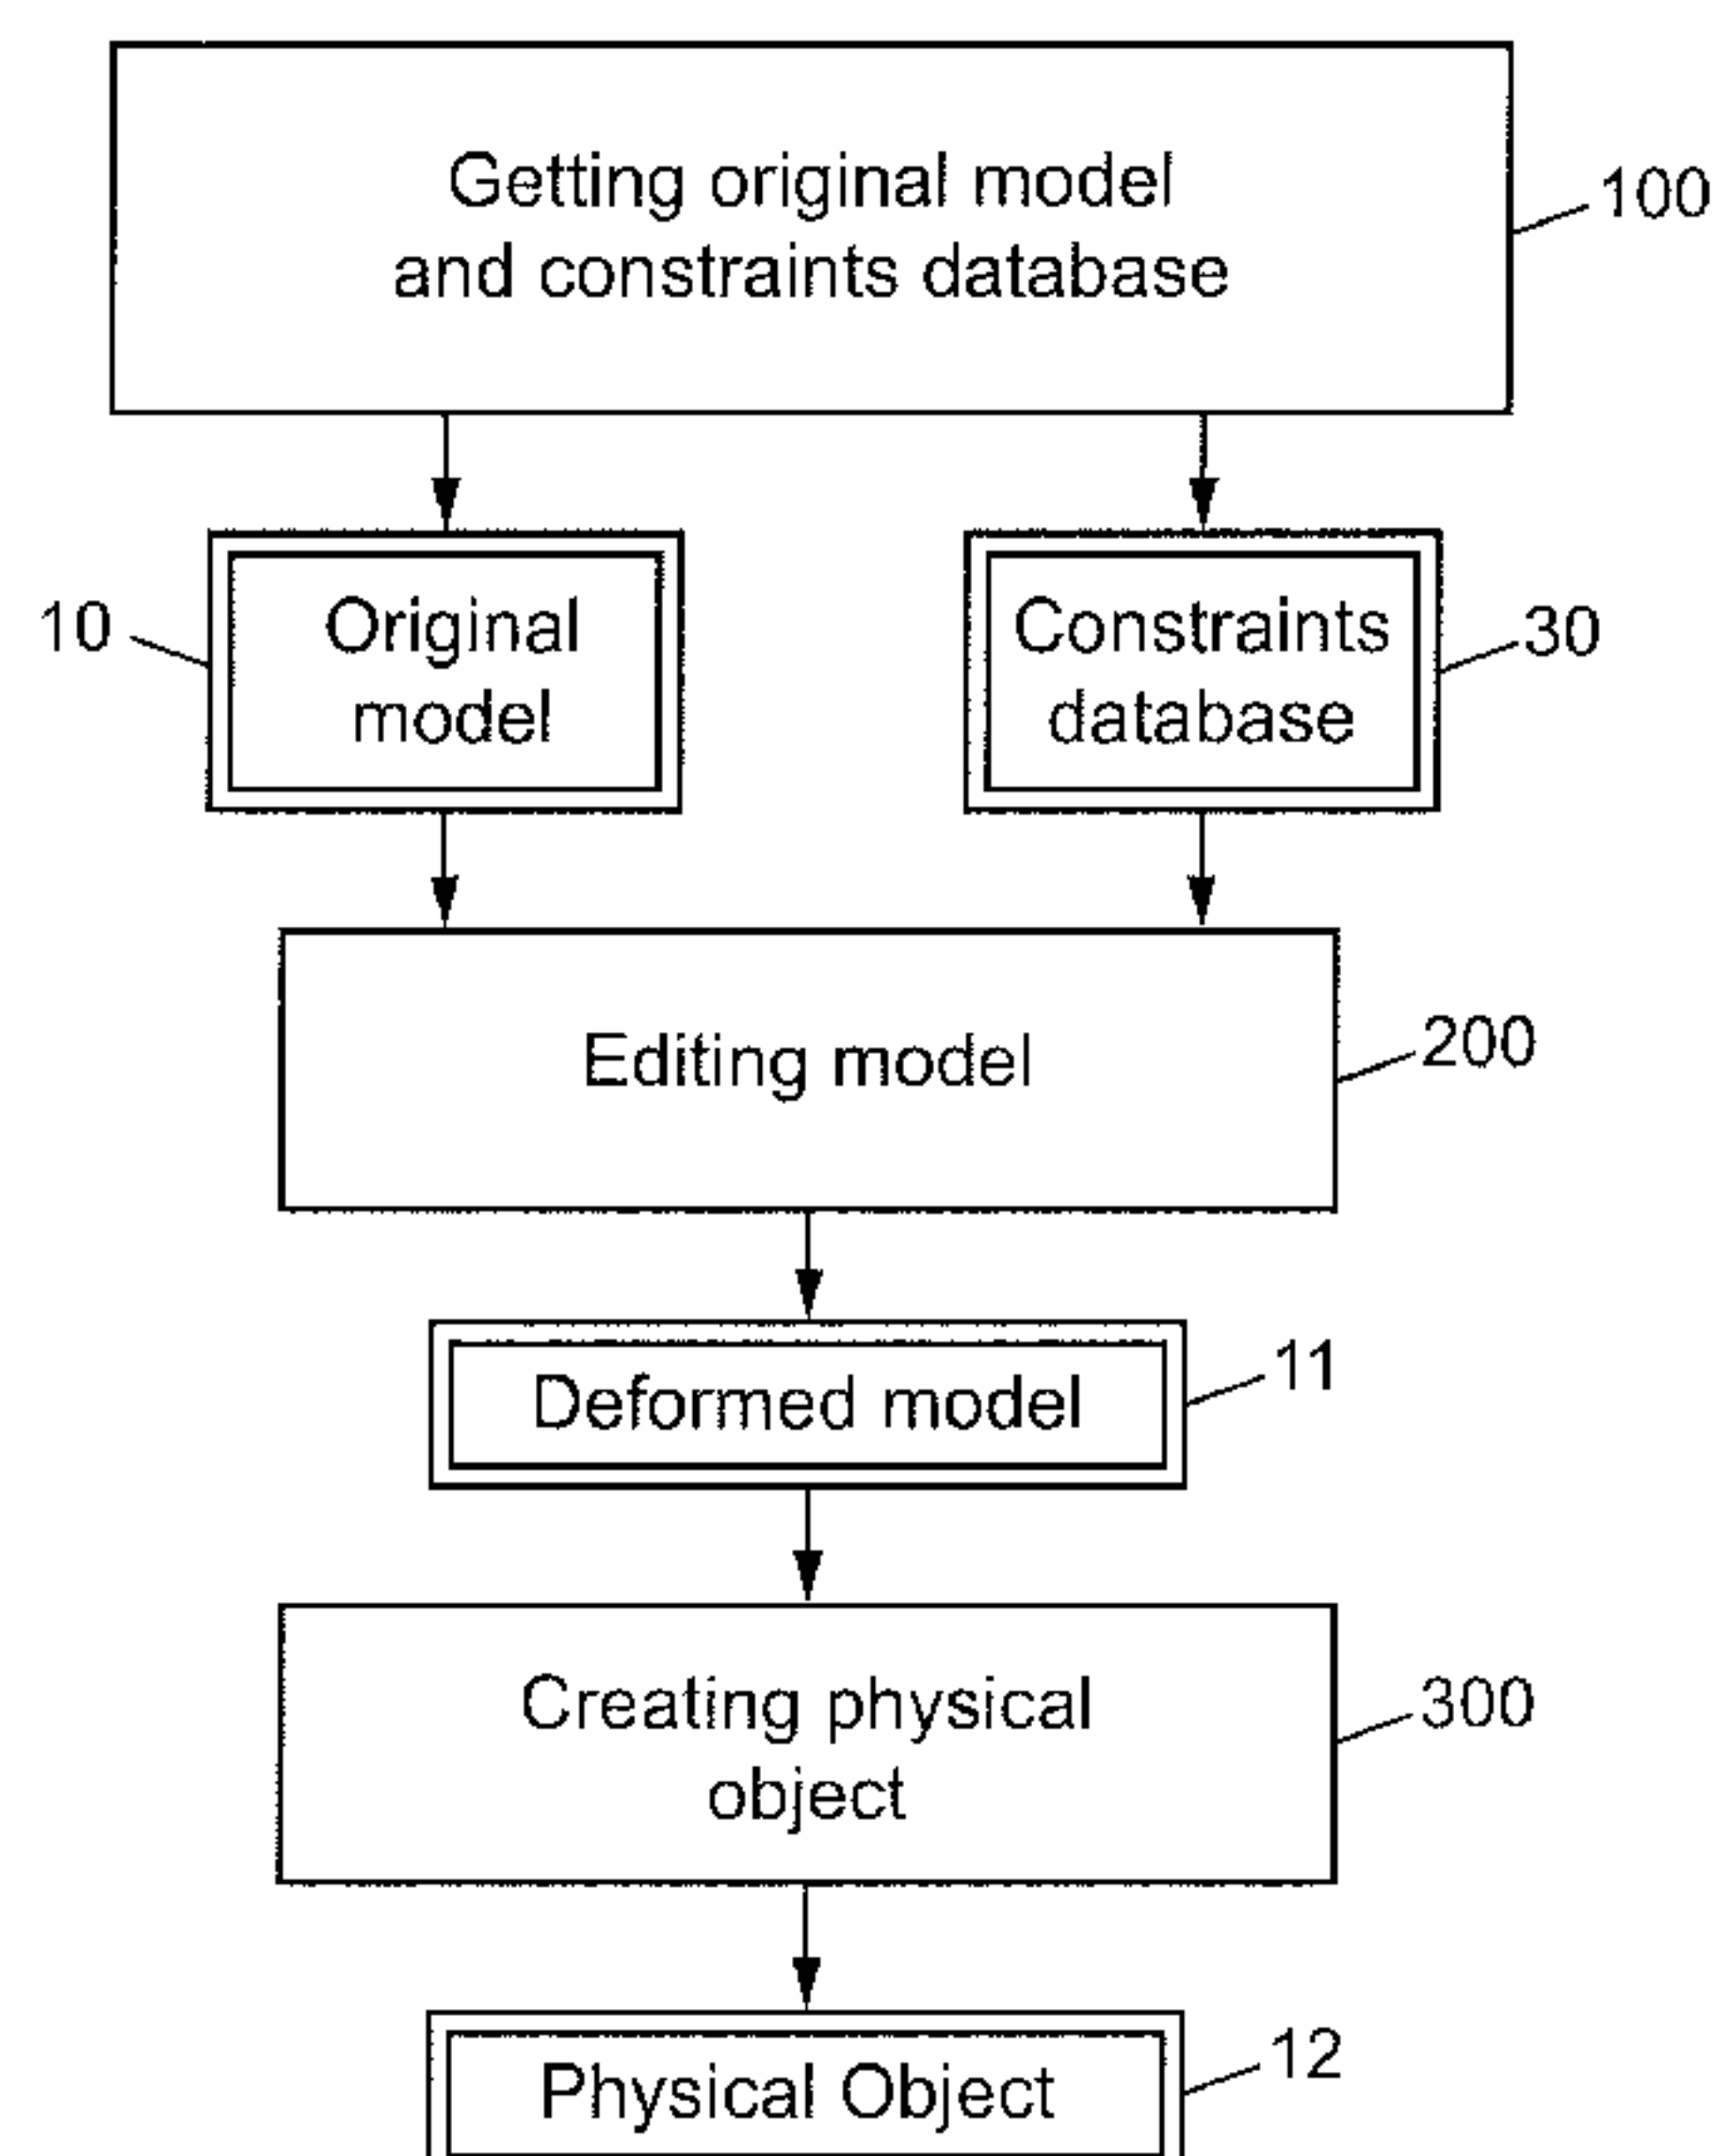 Getting original model
and constraints database
100
10
Original
model
Constraints
database
30
Editing model
200
Deformed model
11
Creating physical
object
300
Physical Object
12